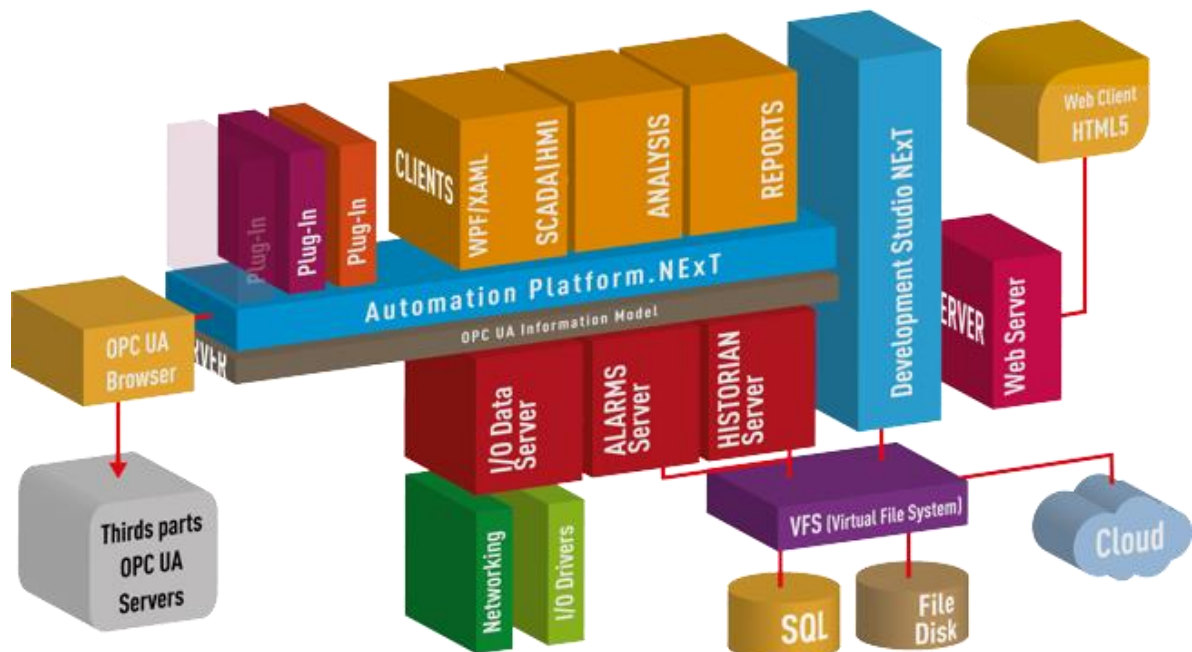 Plug-In
Plug-In
Plug-In
CLIENTS
WPF/XAML
SCADA|HMI
ANALYSIS
REPORTS
Development Studio NExT
Web Client
HTML5
Automation Platform.NExT
OPC UA Information Model
OPC UA
Browser
Thirds parts
OPC UA
Servers
I/O Data
Server
ALARMS
Server
HISTORIAN
Server
ERVER
Web Server
Networking
I/O Drivers
VFS (Virtual File System)
SQL
File
Disk
Cloud